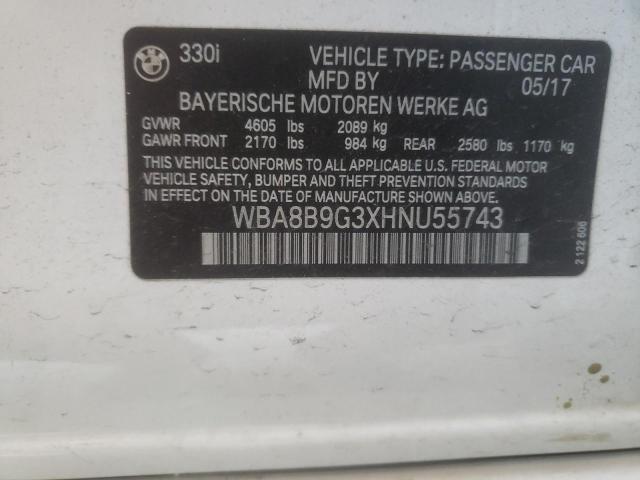 BMW 330i VEHICLE TYPE: PASSENGER CAR
MFD BY 05/17
BAYERISCHE MOTOREN WERKE AG
GVWR 4605 lbs 2089 kg
GAWR FRONT 2170 lbs 984 kg REAR 2580 lbs 1170 kg
THIS VEHICLE CONFORMS TO ALL APPLICABLE U.S. FEDERAL MOTOR
VEHICLE SAFETY, BUMPER AND THEFT PREVENTION STANDARDS
IN EFFECT ON THE DATE OF MANUFACTURE SHOWN ABOVE.
WBA8B9G3XHNU55743
2 122 606